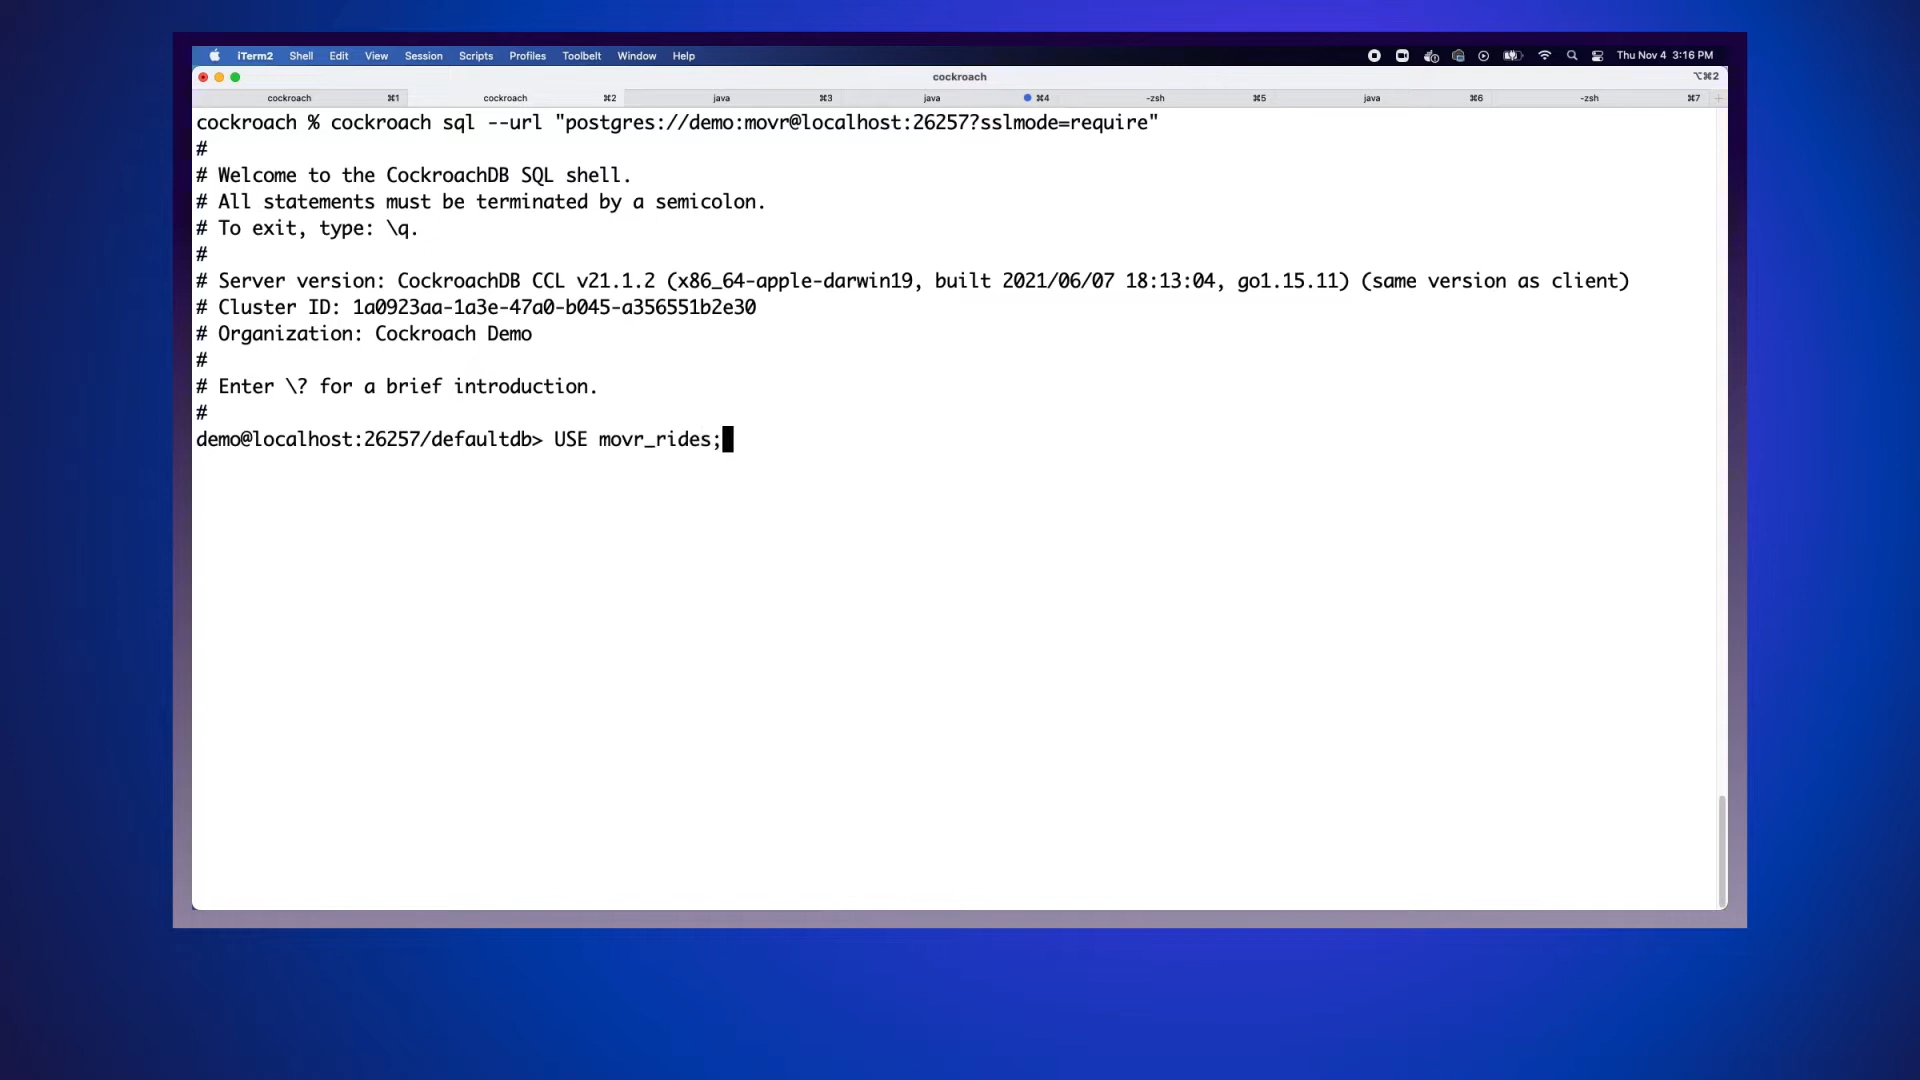 iTerm2 Shell Edit View Session Scripts Profiles Toolbelt Window Help Thu Nov 4 3:16 PM
cockroach ⌥⌘2
cockroach ⌘1 cockroach ⌘2 java ⌘3 java ⌘4 -zsh ⌘5 java ⌘6 -zsh ⌘7 +
cockroach % cockroach sql --url "postgres://demo:movr@localhost:26257?sslmode=require"
#
# Welcome to the CockroachDB SQL shell.
# All statements must be terminated by a semicolon.
# To exit, type: \q.
#
# Server version: CockroachDB CCL v21.1.2 (x86_64-apple-darwin19, built 2021/06/07 18:13:04, go1.15.11) (same version as client)
# Cluster ID: 1a0923aa-1a3e-47a0-b045-a356551b2e30
# Organization: Cockroach Demo
#
# Enter \? for a brief introduction.
#
demo@localhost:26257/defaultdb> USE movr_rides;